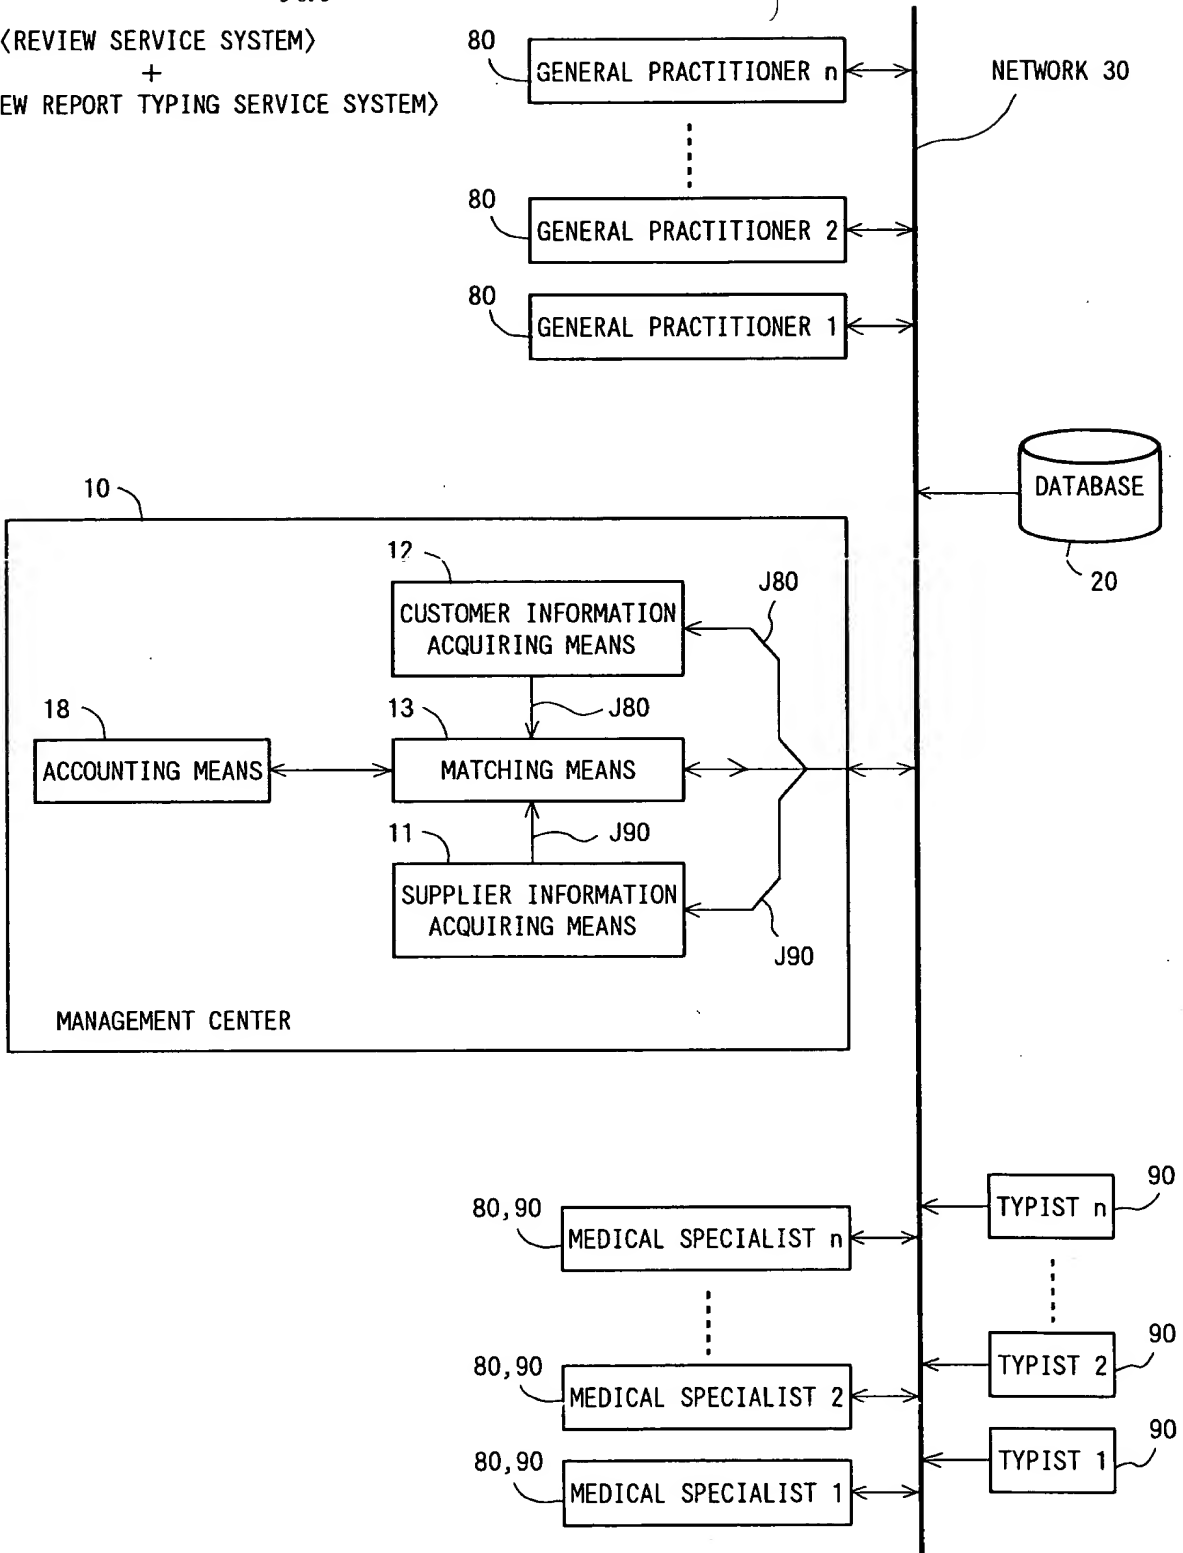 〈REVIEW SERVICE SYSTEM〉
+
REPORT TYPING SERVICE SYSTEM〉
80
GENERAL PRACTITIONER n
NETWORK 30
80
GENERAL PRACTITIONER 2
80
GENERAL PRACTITIONER 1
DATABASE
20
10
12
CUSTOMER INFORMATION
ACQUIRING MEANS
J80
J80
18
13
ACCOUNTING MEANS
MATCHING MEANS
11
J90
SUPPLIER INFORMATION
ACQUIRING MEANS
J90
MANAGEMENT CENTER
80,90
MEDICAL SPECIALIST n
90
TYPIST n
80,90
MEDICAL SPECIALIST 2
90
TYPIST 2
80,90
MEDICAL SPECIALIST 1
90
TYPIST 1